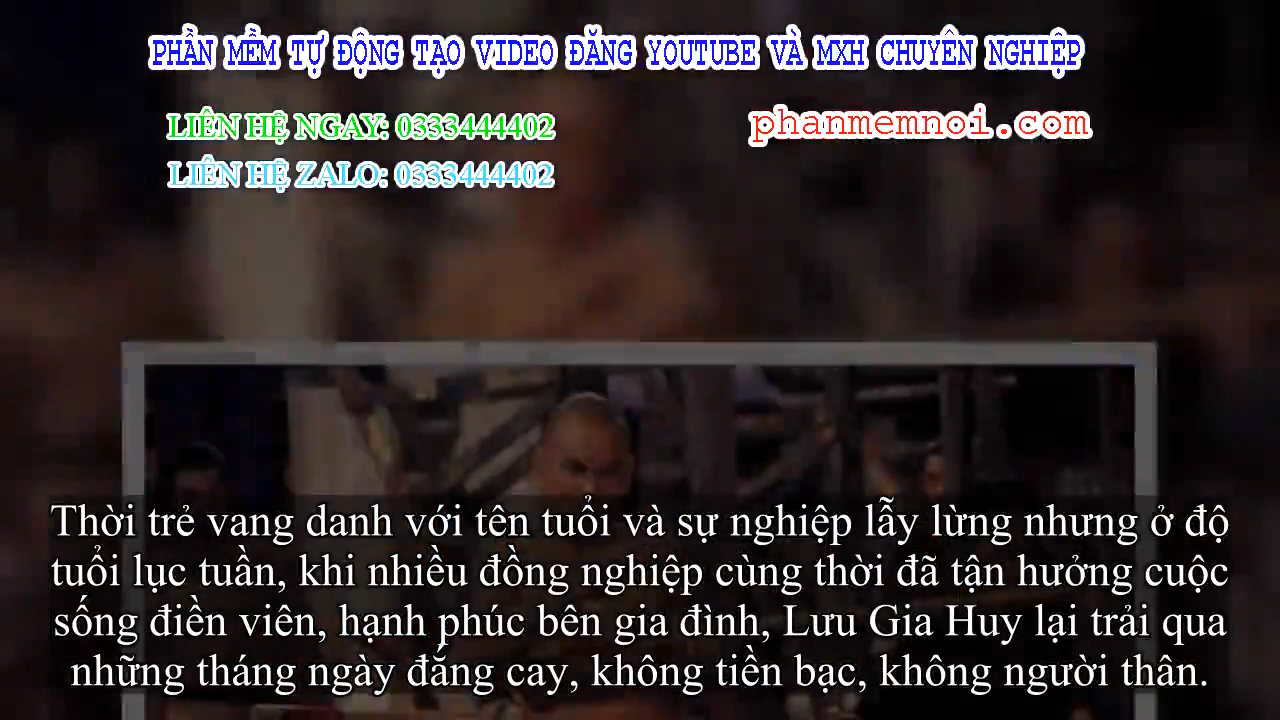 PHẦN MỀM TỰ ĐỘNG TẠO VIDEO ĐĂNG YOUTUBE VÀ MXH CHUYÊN NGHIỆP
LIÊN HỆ NGAY: 0333444402
phanmemnoi.com
LIÊN HỆ ZALO: 0333444402
Thời trẻ vang danh với tên tuổi và sự nghiệp lẫy lừng nhưng ở độ
tuổi lục tuần, khi nhiều đồng nghiệp cùng thời đã tận hưởng cuộc
sống điền viên, hạnh phúc bên gia đình, Lưu Gia Huy lại trải qua
những tháng ngày đắng cay, không tiền bạc, không người thân.